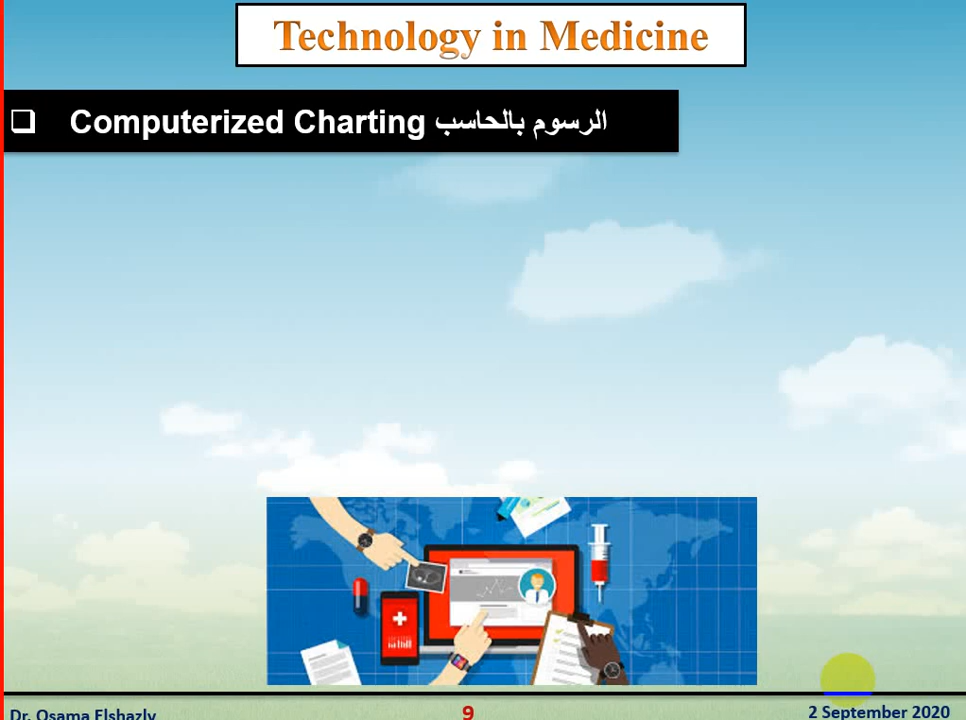 Technology in Medicine
❑ Computerized Charting الرسوم بالحاسب
Dr. Osama Elshazly
9
2 September 2020